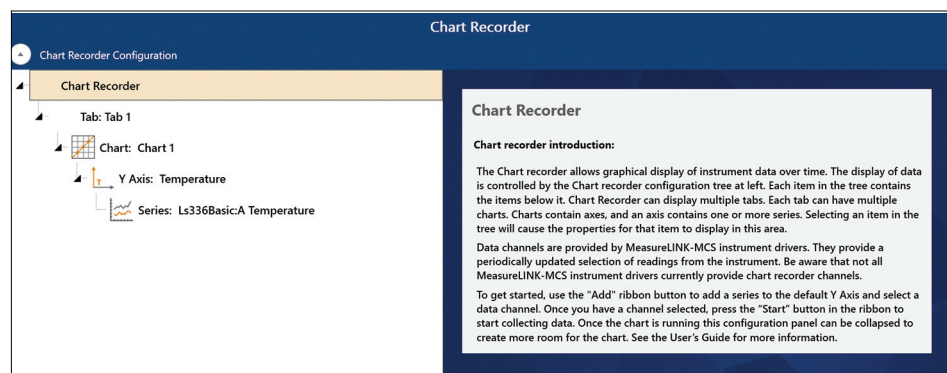 Chart Recorder
Chart Recorder Configuration
Chart Recorder
Tab: Tab 1
Chart: Chart 1
T
Y Axis: Temperature
Series: Ls336Basic:A Temperature
Chart Recorder
Chart recorder introduction:
The Chart recorder allows graphical display of instrument data over time. The display of data
is controlled by the Chart recorder configuration tree at left. Each item in the tree contains
the items below it. Chart Recorder can display multiple tabs. Each tab can have multiple
charts. Charts contain axes, and an axis contains one or more series. Selecting an item in the
tree will cause the properties for that item to display in this area.
Data channels are provided by MeasureLINK-MCS instrument drivers. They provide a
periodically updated selection of readings from the instrument. Be aware that not all
MeasureLINK-MCS instrument drivers currently provide chart recorder channels.
To get started, use the "Add" ribbon button to add a series to the default Y Axis and select a
data channel. Once you have a channel selected, press the "Start" button in the ribbon to
start collecting data. Once the chart is running this configuration panel can be collapsed to
create more room for the chart. See the User's Guide for more information.